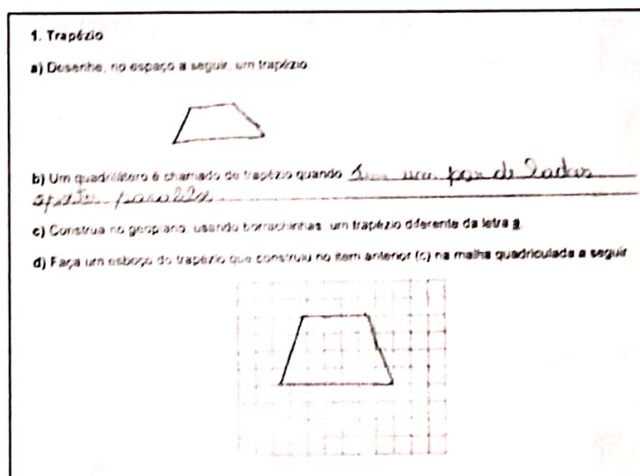 1. Trapézio
a) Desenhe, no espaço a seguir, um trapézio.
b) Um quadrilátero é chamado de trapézio quando tem um par de lados
oposto paralelo
c) Construa no geoplano, usando borrachinhas, um trapézio diferente da letra a.
d) Faça um esboço do trapézio que construiu no item anterior (c) na malha quadriculada a seguir